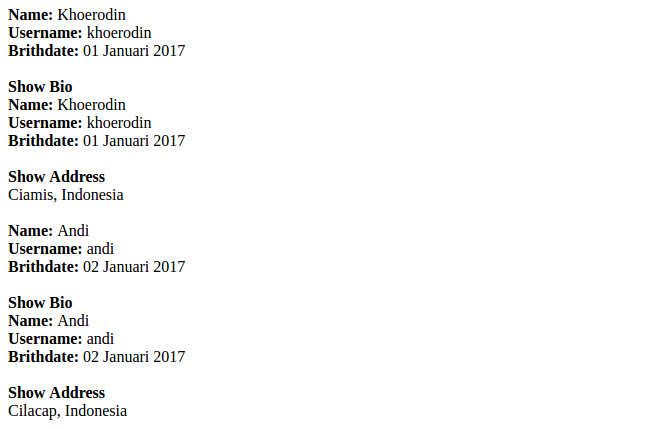 Name: Khoerodin
Username: khoerodin
Brithdate: 01 Januari 2017
Show Bio
Name: Khoerodin
Username: khoerodin
Brithdate: 01 Januari 2017
Show Address
Ciamis, Indonesia
Name: Andi
Username: andi
Brithdate: 02 Januari 2017
Show Bio
Name: Andi
Username: andi
Brithdate: 02 Januari 2017
Show Address
Cilacap, Indonesia